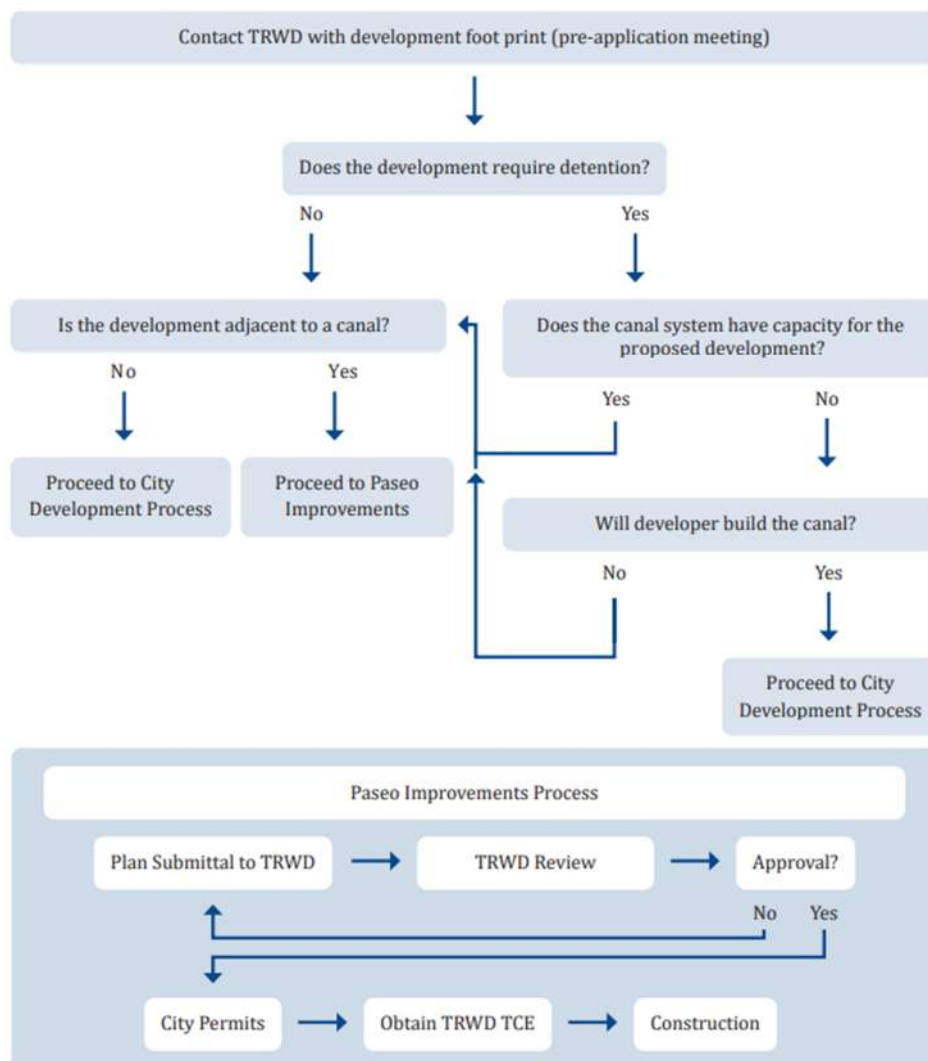 Contact TRWD with development foot print (pre-application meeting)
Does the development require detention?
No
Yes
Is the development adjacent to a canal?
Does the canal system have capacity for the
proposed development?
No
Yes
Yes
No
Proceed to City
Development Process
Proceed to Paseo
Improvements
Will developer build the canal?
No
Yes
Proceed to City
Development Process
Paseo Improvements Process
Plan Submittal to TRWD
TRWD Review
Approval?
No
Yes
City Permits
Obtain TRWD TCE
Construction